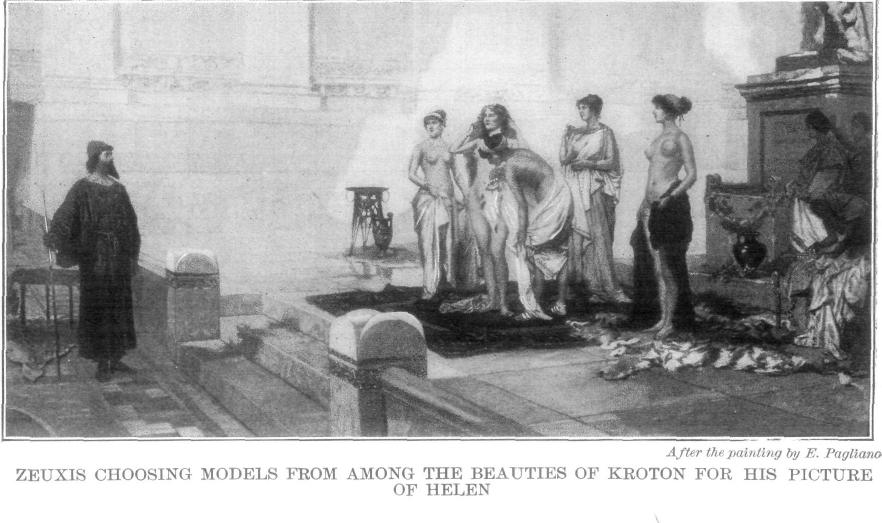 After the painting by E. Pagliano
ZEUXIS CHOOSING MODELS FROM AMONG THE BEAUTIES OF KROTON FOR HIS PICTURE
OF HELEN